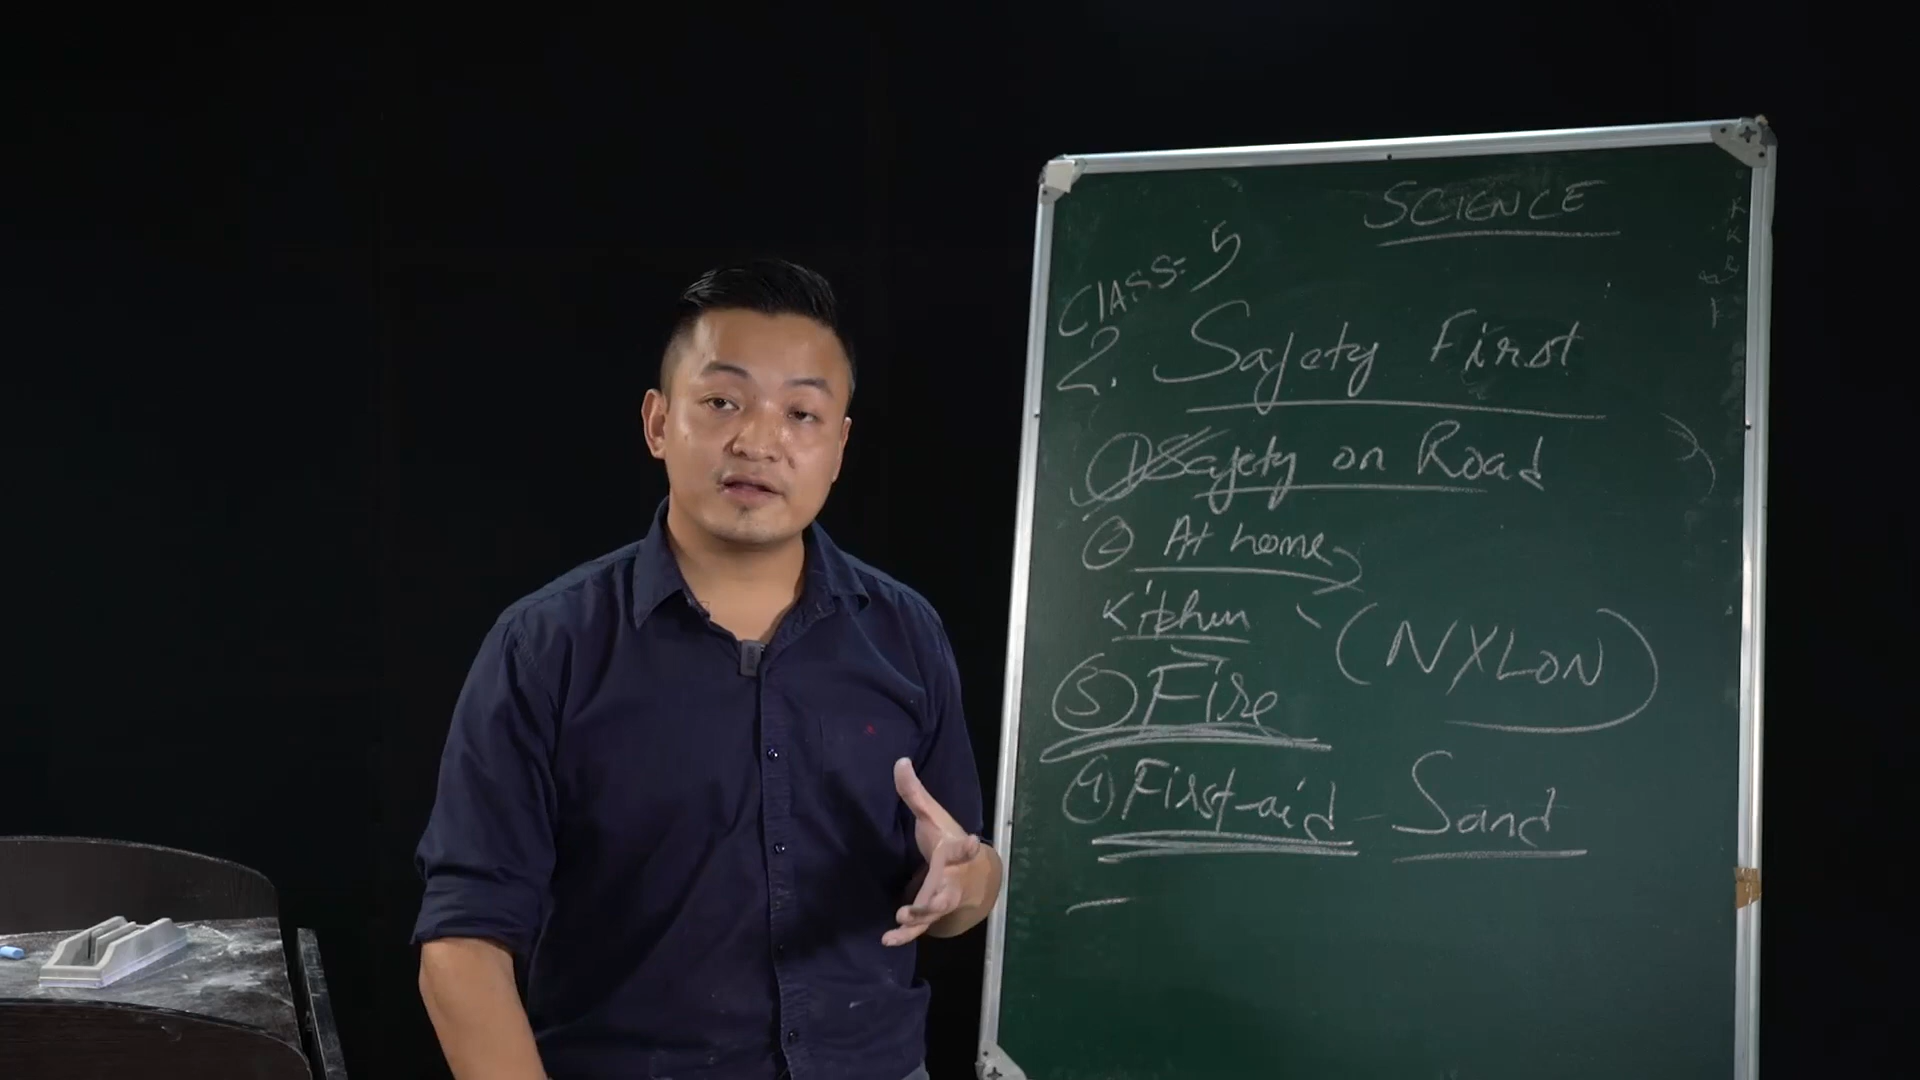 SCIENCE
CLASS: 5
2. Safety First
① Safety on Road
② At home
Kitchen
(NYLON)
③ Fire
④ First-aid - Sand